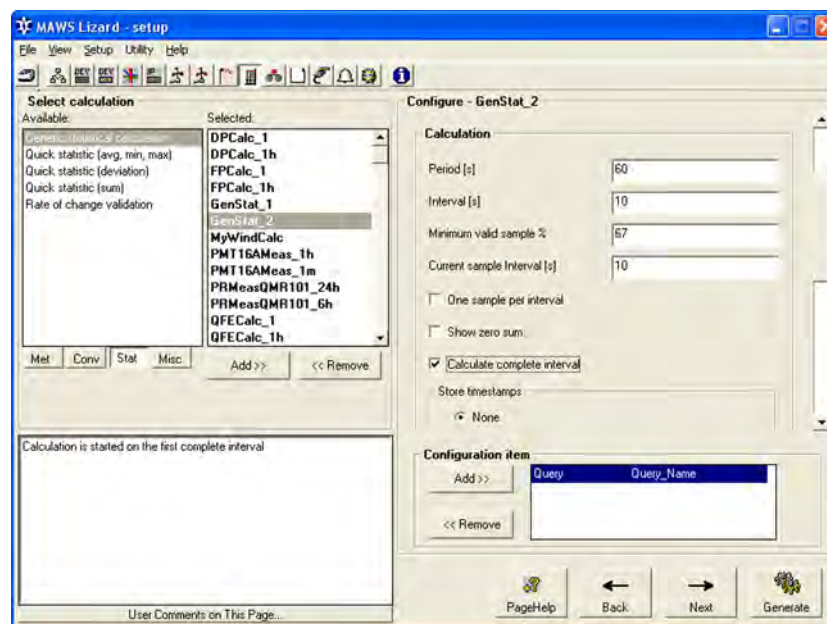 MAWS Lizard - setup
File View Setup Utility Help
Select calculation
Available:
Selected:
Generic statistical calculation
Quick statistic (avg, min, max)
Quick statistic (deviation)
Quick statistic (sum)
Rate of change validation
DPCalc_1
DPCalc_1h
FPCalc_1
FPCalc_1h
GenStat_1
GenStat_2
MyWindCalc
PMT16AMeas_1h
PMT16AMeas_1m
PRMeasQMR101_24h
PRMeasQMR101_6h
QFECalc_1
QFECalc_1h
Met Conv Stat Misc
Add >> << Remove
Calculation is started on the first complete interval
User Comments on This Page...
Configure - GenStat_2
Calculation
Period [s] 60
Interval [s] 10
Minimum valid sample % 67
Current sample Interval [s] 10
One sample per interval
Show zero sum
Calculate complete interval
Store timestamps
None
Configuration item
Add >>
<< Remove
Query Query_Name
PageHelp Back Next Generate